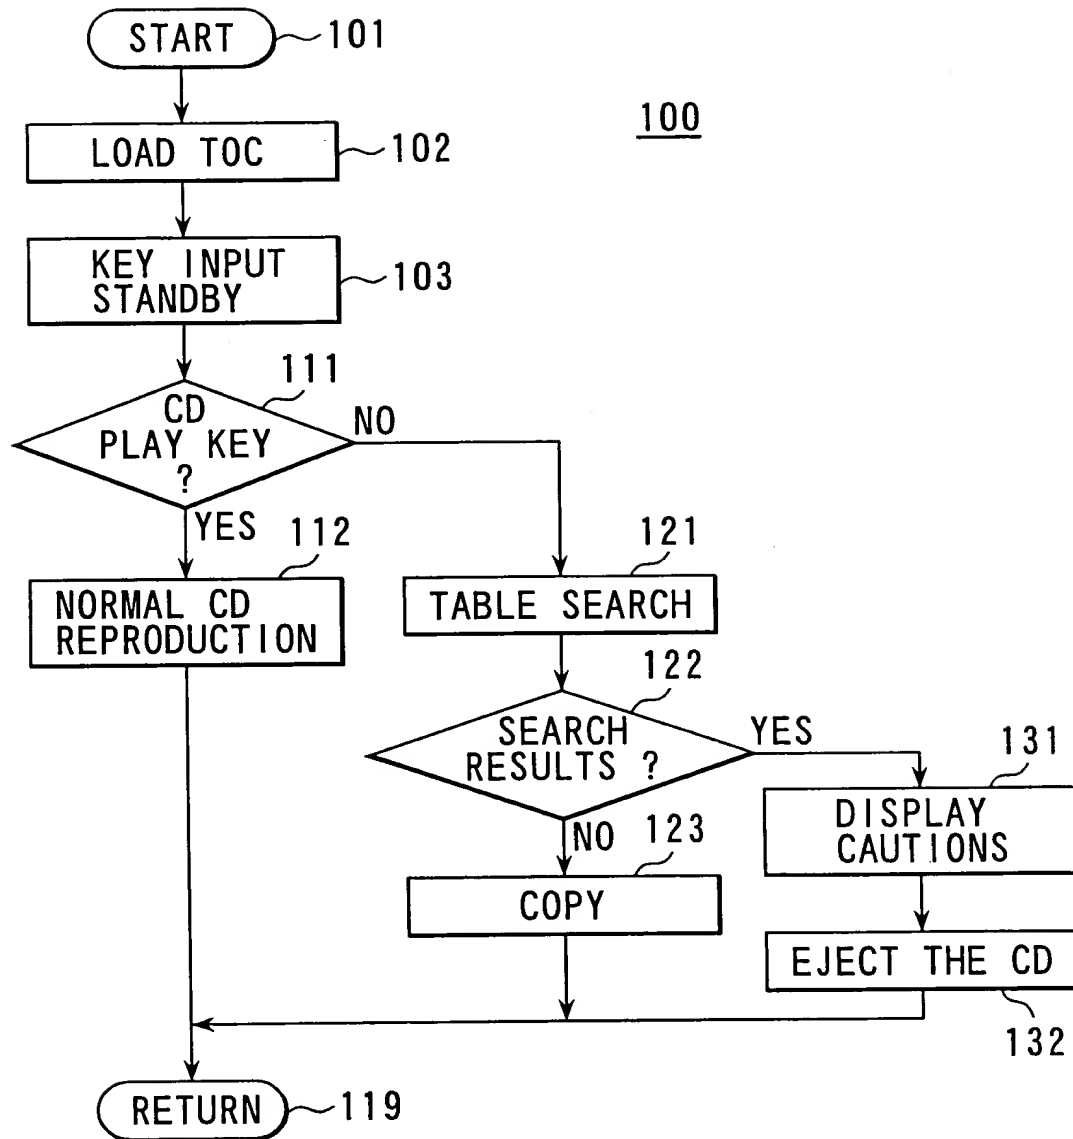 START
101
100
LOAD TOC
102
KEY INPUT
STANDBY
103
111
CD
PLAY KEY
?
NO
YES
112
NORMAL CD
REPRODUCTION
121
TABLE SEARCH
122
SEARCH
RESULTS ?
YES
131
DISPLAY
CAUTIONS
NO
123
COPY
EJECT THE CD
132
RETURN
119